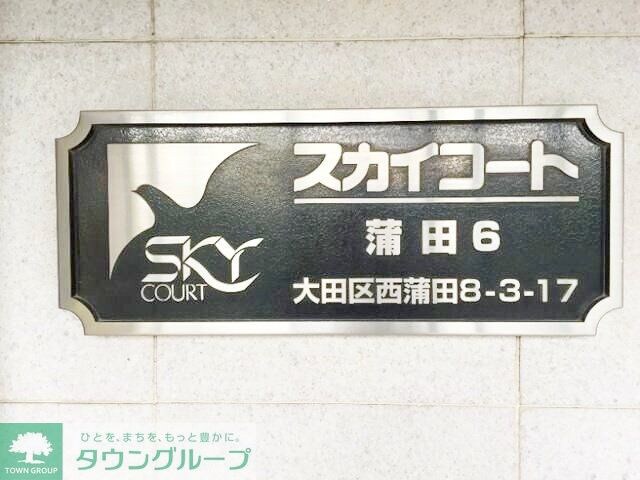 SKY
COURT
スカイコート
蒲田6
大田区西蒲田8-3-17
TOWN GROUP
ひとを、まちを、もっと豊かに。
タウングループ